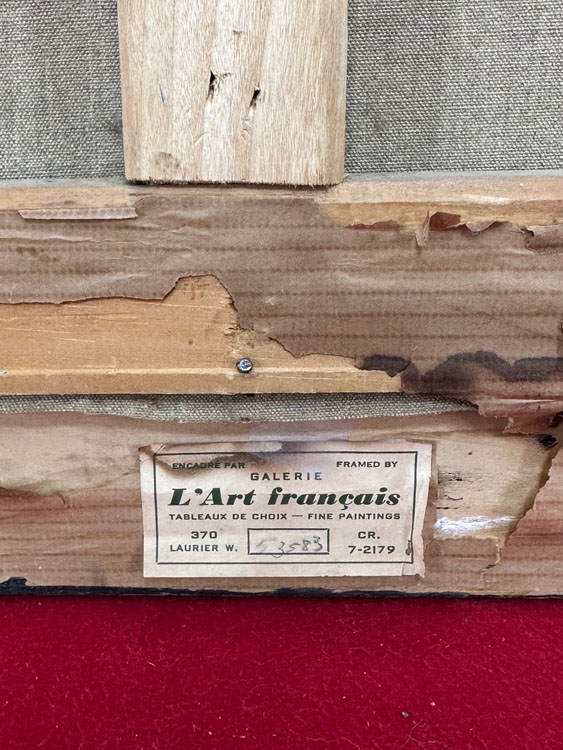 ENCADRÉ PAR FRAMED BY
GALERIE
L'Art français
TABLEAUX DE CHOIX — FINE PAINTINGS
370 CR.
LAURIER W. 53583 7-2179